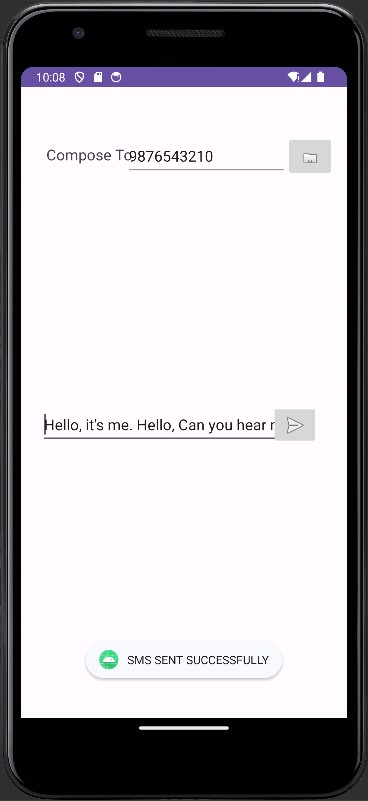 10:08
Compose To
9876543210
Hello, it's me. Hello, Can you hear
SMS SENT SUCCESSFULLY